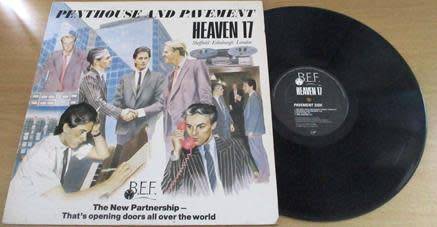 PENTHOUSE AND PAVEMENT
HEAVEN 17
Sheffield · Edinburgh · London
B.E.F.
The New Partnership —
That's opening doors all over the world
B.E.F.
HEAVEN 17
PAVEMENT SIDE